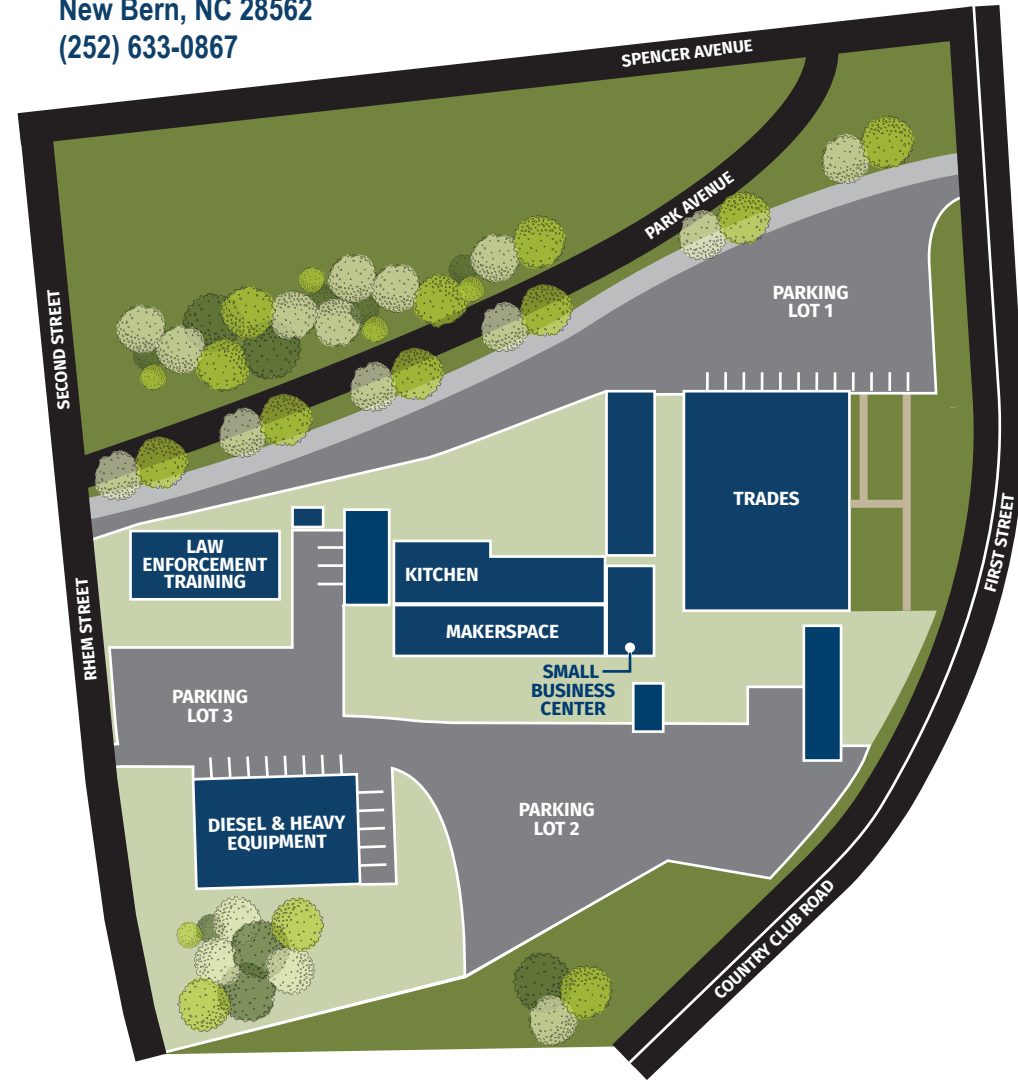 New Bern, NC 28562
(252) 633-0867
SPENCER AVENUE
PARK AVENUE
SECOND STREET
PARKING
LOT 1
TRADES
FIRST STREET
LAW
ENFORCEMENT
TRAINING
KITCHEN
MAKERSPACE
RHEM STREET
SMALL
BUSINESS
CENTER
PARKING
LOT 3
DIESEL & HEAVY
EQUIPMENT
PARKING
LOT 2
COUNTRY CLUB ROAD